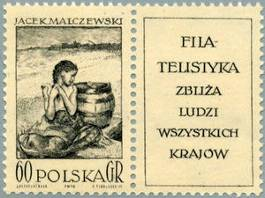 JACEK MALCZEWSKI
60 POLSKA GR
FILA-
TELISTYKA
ZBLIŻA
LUDZI
WSZYSTKICH
KRAJÓW